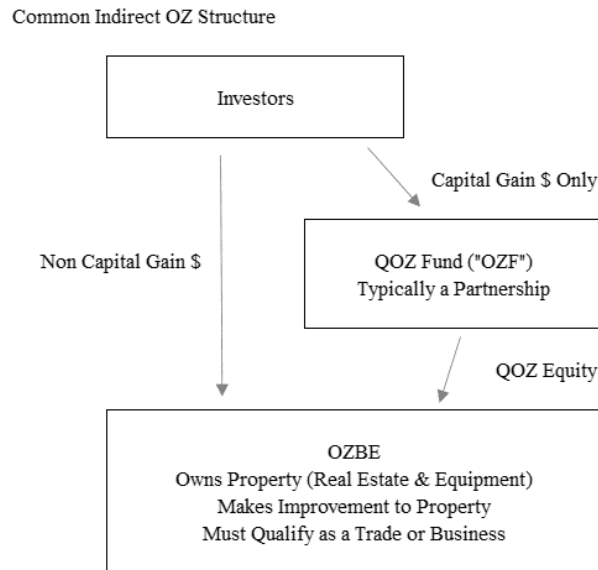 Common Indirect OZ Structure
Investors
Capital Gain $ Only
Non Capital Gain $
QOZ Fund ("OZF")
Typically a Partnership
QOZ Equity
OZBE
Owns Property (Real Estate & Equipment)
Makes Improvement to Property
Must Qualify as a Trade or Business